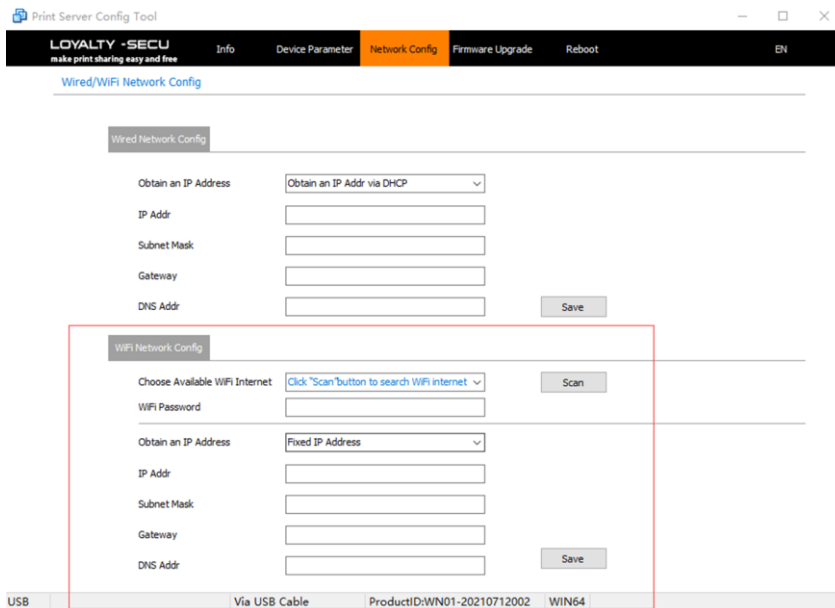 Print Server Config Tool
LOYALTY -SECU
make print sharing easy and free
Info
Device Parameter
Network Config
Firmware Upgrade
Reboot
EN
Wired/WiFi Network Config
Wired Network Config
Obtain an IP Address
Obtain an IP Addr via DHCP
IP Addr
Subnet Mask
Gateway
DNS Addr
Save
WiFi Network Config
Choose Available WiFi Internet
Click "Scan"button to search WiFi internet
Scan
WiFi Password
Obtain an IP Address
Fixed IP Address
IP Addr
Subnet Mask
Gateway
DNS Addr
Save
USB
Via USB Cable
ProductID:WN01-20210712002
WIN64